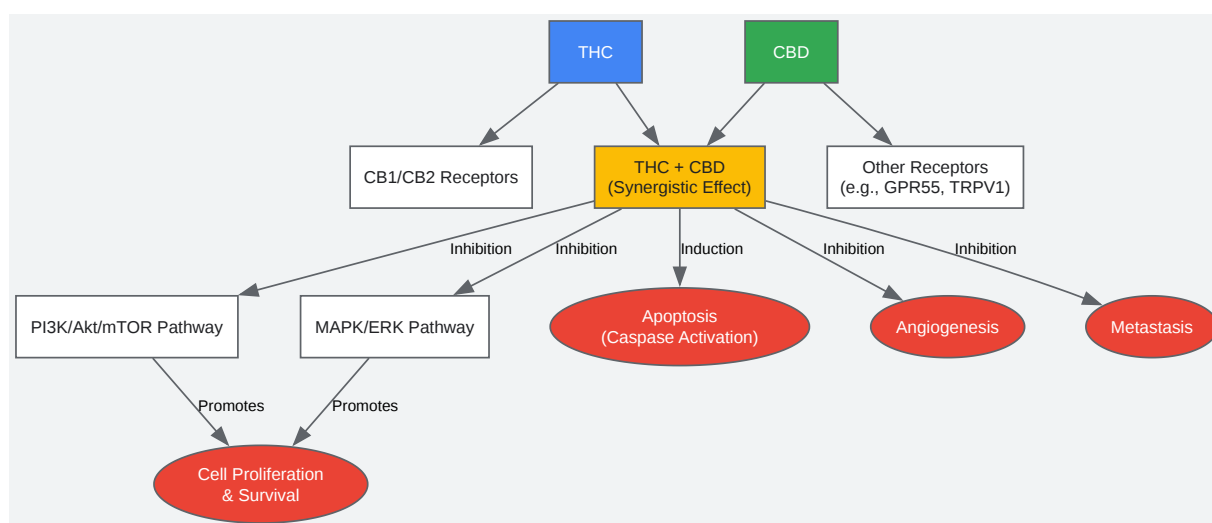 THC
CBD
CB1/CB2 Receptors
THC + CBD
(Synergistic Effect)
Other Receptors
(e.g., GPR55, TRPV1)
Inhibition
Inhibition
Induction
Inhibition
Inhibition
PI3K/Akt/mTOR Pathway
MAPK/ERK Pathway
Apoptosis
(Caspase Activation)
Angiogenesis
Metastasis
Promotes
Promotes
Cell Proliferation
& Survival